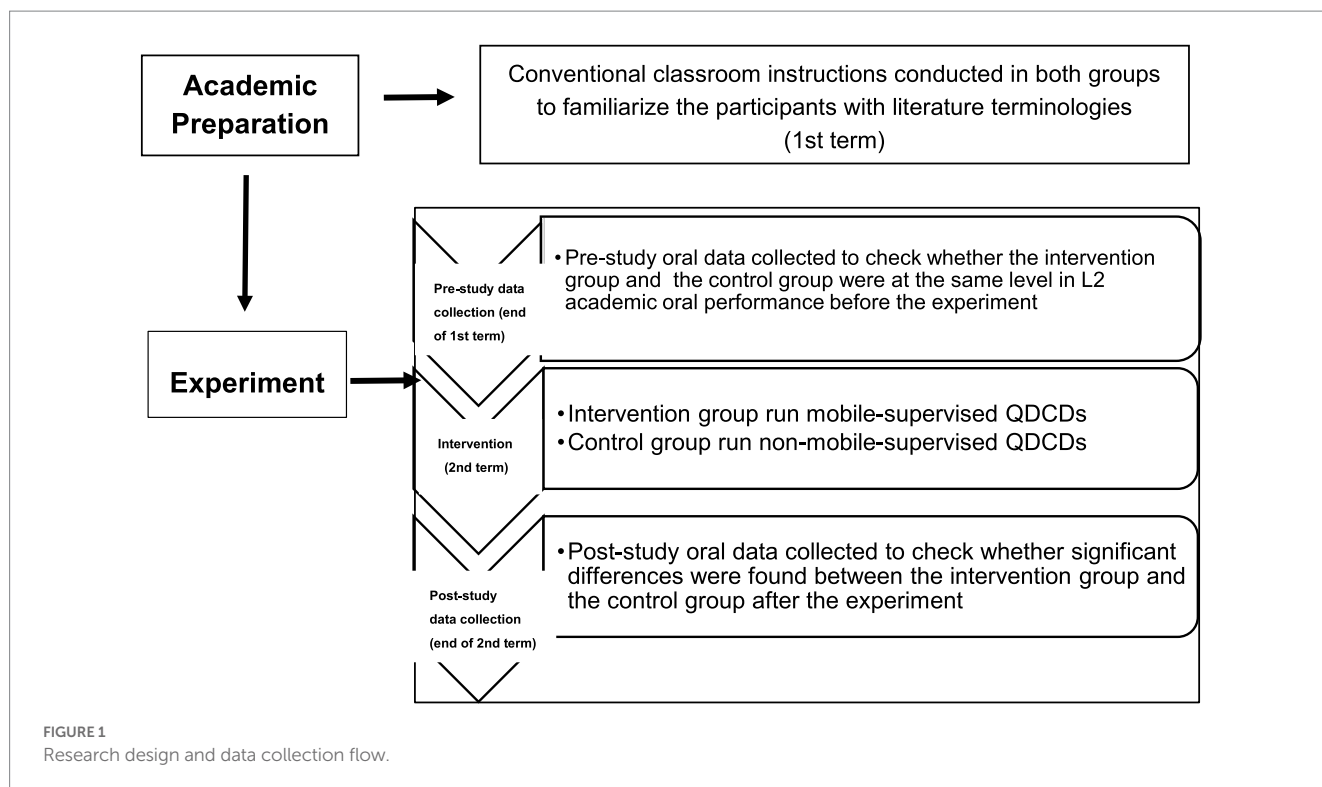 Academic
Preparation
Conventional classroom instructions conducted in both groups
to familiarize the participants with literature terminologies
(1st term)
Pre-study data
collection (end
of 1st term)
•Pre-study oral data collected to check whether the intervention
group and the control group were at the same level in L2
academic oral performance before the experiment
Experiment
Intervention
(2nd term)
•Intervention group run mobile-supervised QDCDs
•Control group run non-mobile-supervised QDCDs
Post-study
data collection
(end of 2nd term)
•Post-study oral data collected to check whether significant
differences were found between the intervention group and
the control group after the experiment
FIGURE 1
Research design and data collection flow.